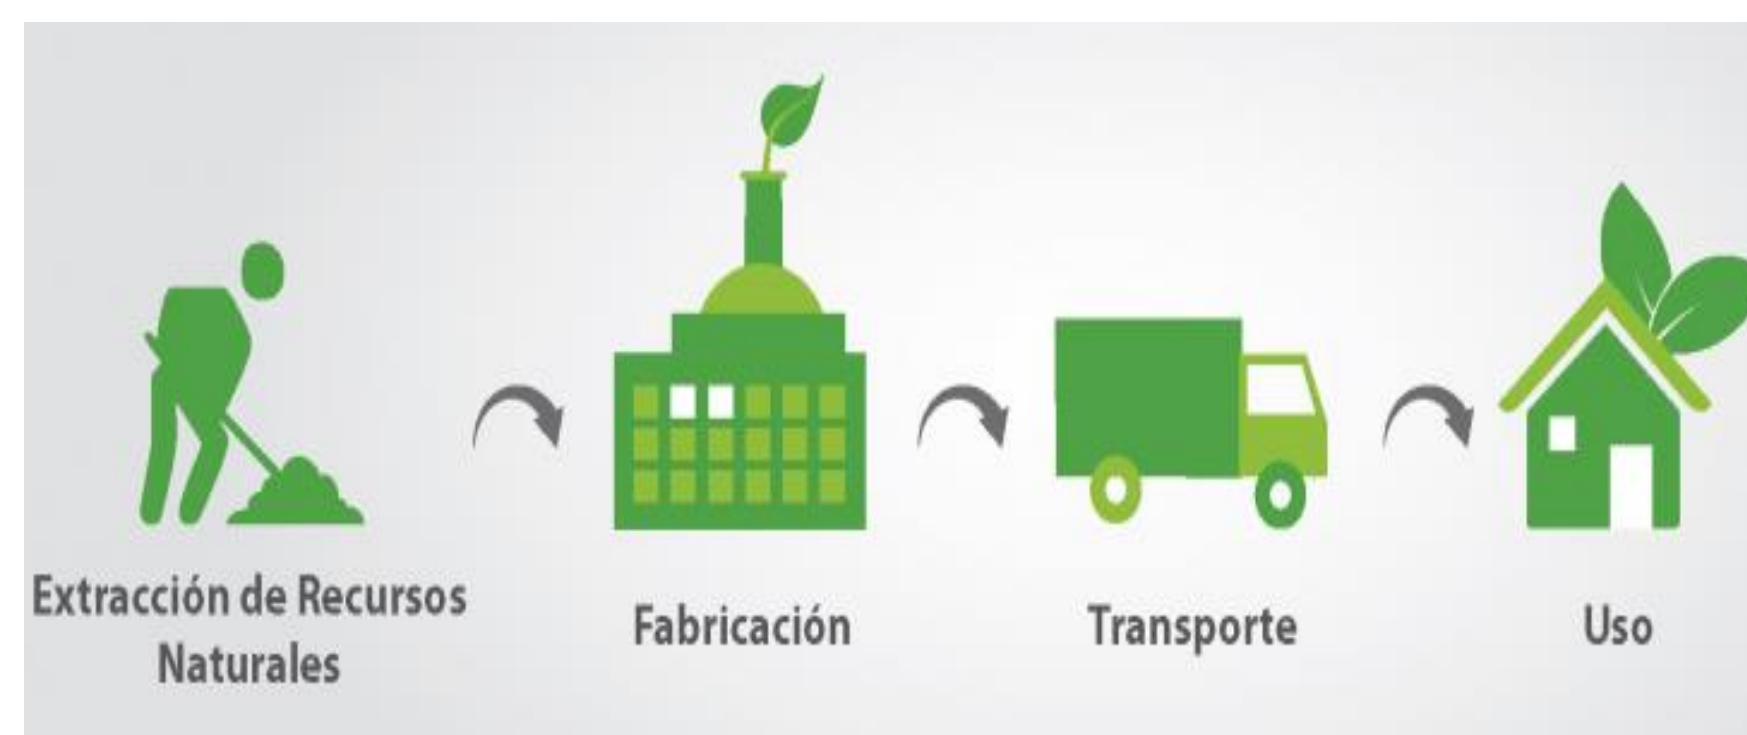 Extracción de Recursos
Naturales
Fabricación
Transporte
Uso